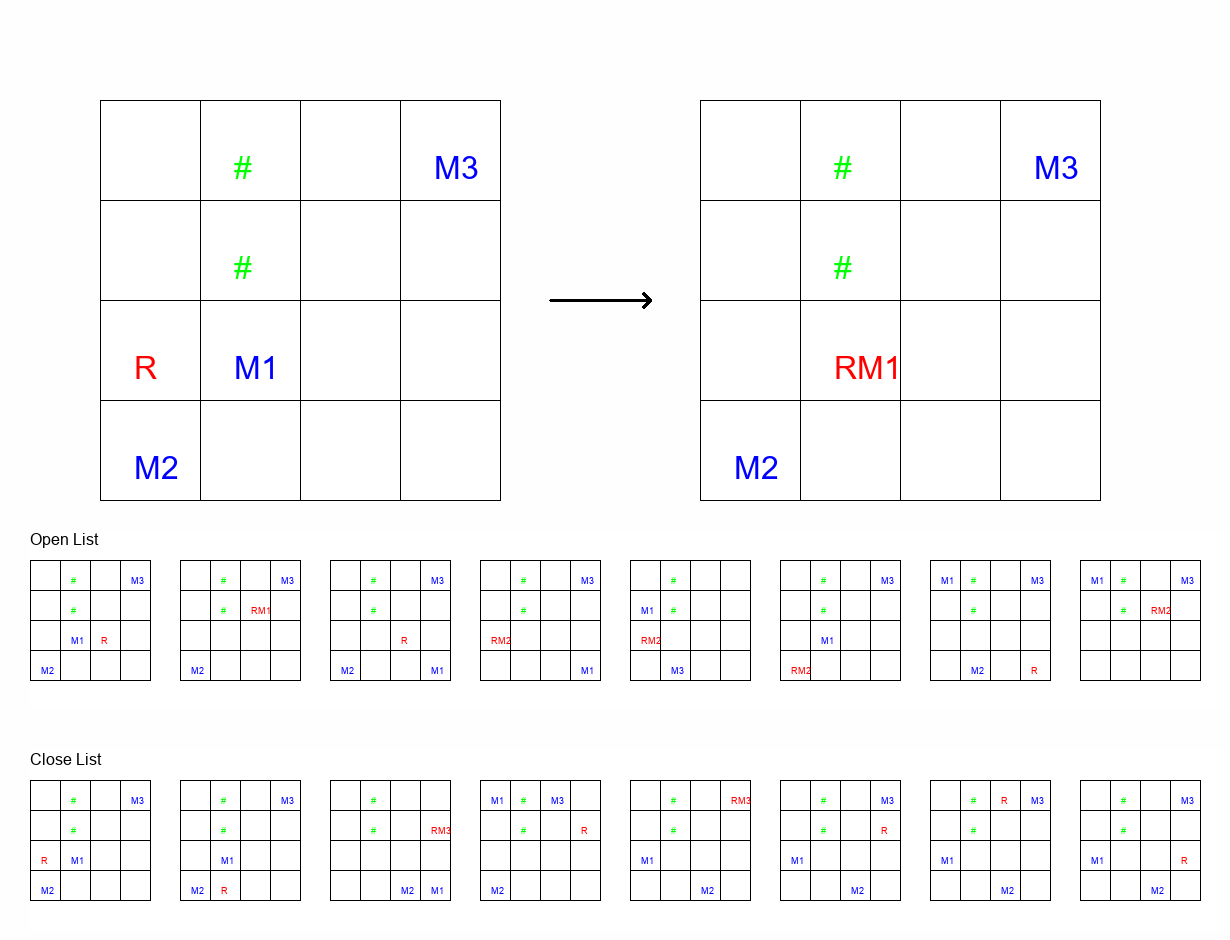 # M3 # M3
# #
R M1 RM1
M2 M2
Open List
# M3 # M3 # M3 # M3 # # M3 M1 # M3 M1 # M3
# # RM1 # # M1 # # # # RM2
M1 R R RM2 RM2 M1
M2 M2 M2 M1 M1 M3 RM2 M2 R
Close List
# M3 # M3 # M1 # M3 # RM3 # M3 # R M3 # M3
# # # RM3 # R # # R # #
R M1 M1 M1 M1 M1 M1 R
M2 M2 R M2 M1 M2 M2 M2 M2 M2